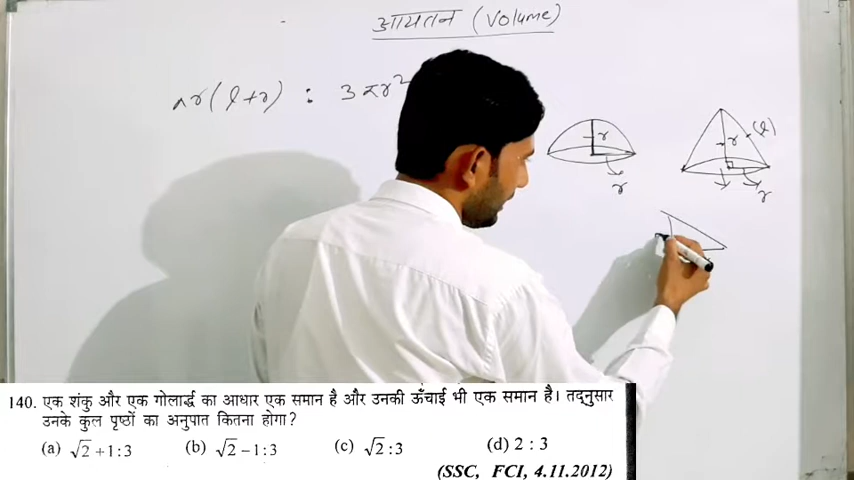 आयतन (Volume)
πr(l+r) : 3πr²
r
r
r
(l)
r
140. एक शंकु और एक गोलार्द्ध का आधार एक समान है और उनकी ऊँचाई भी एक समान है। तद्नुसार
उनके कुल पृष्ठों का अनुपात कितना होगा?
(a) √2 +1:3 (b) √2 −1:3 (c) √2 :3 (d) 2 : 3
(SSC, FCI, 4.11.2012)